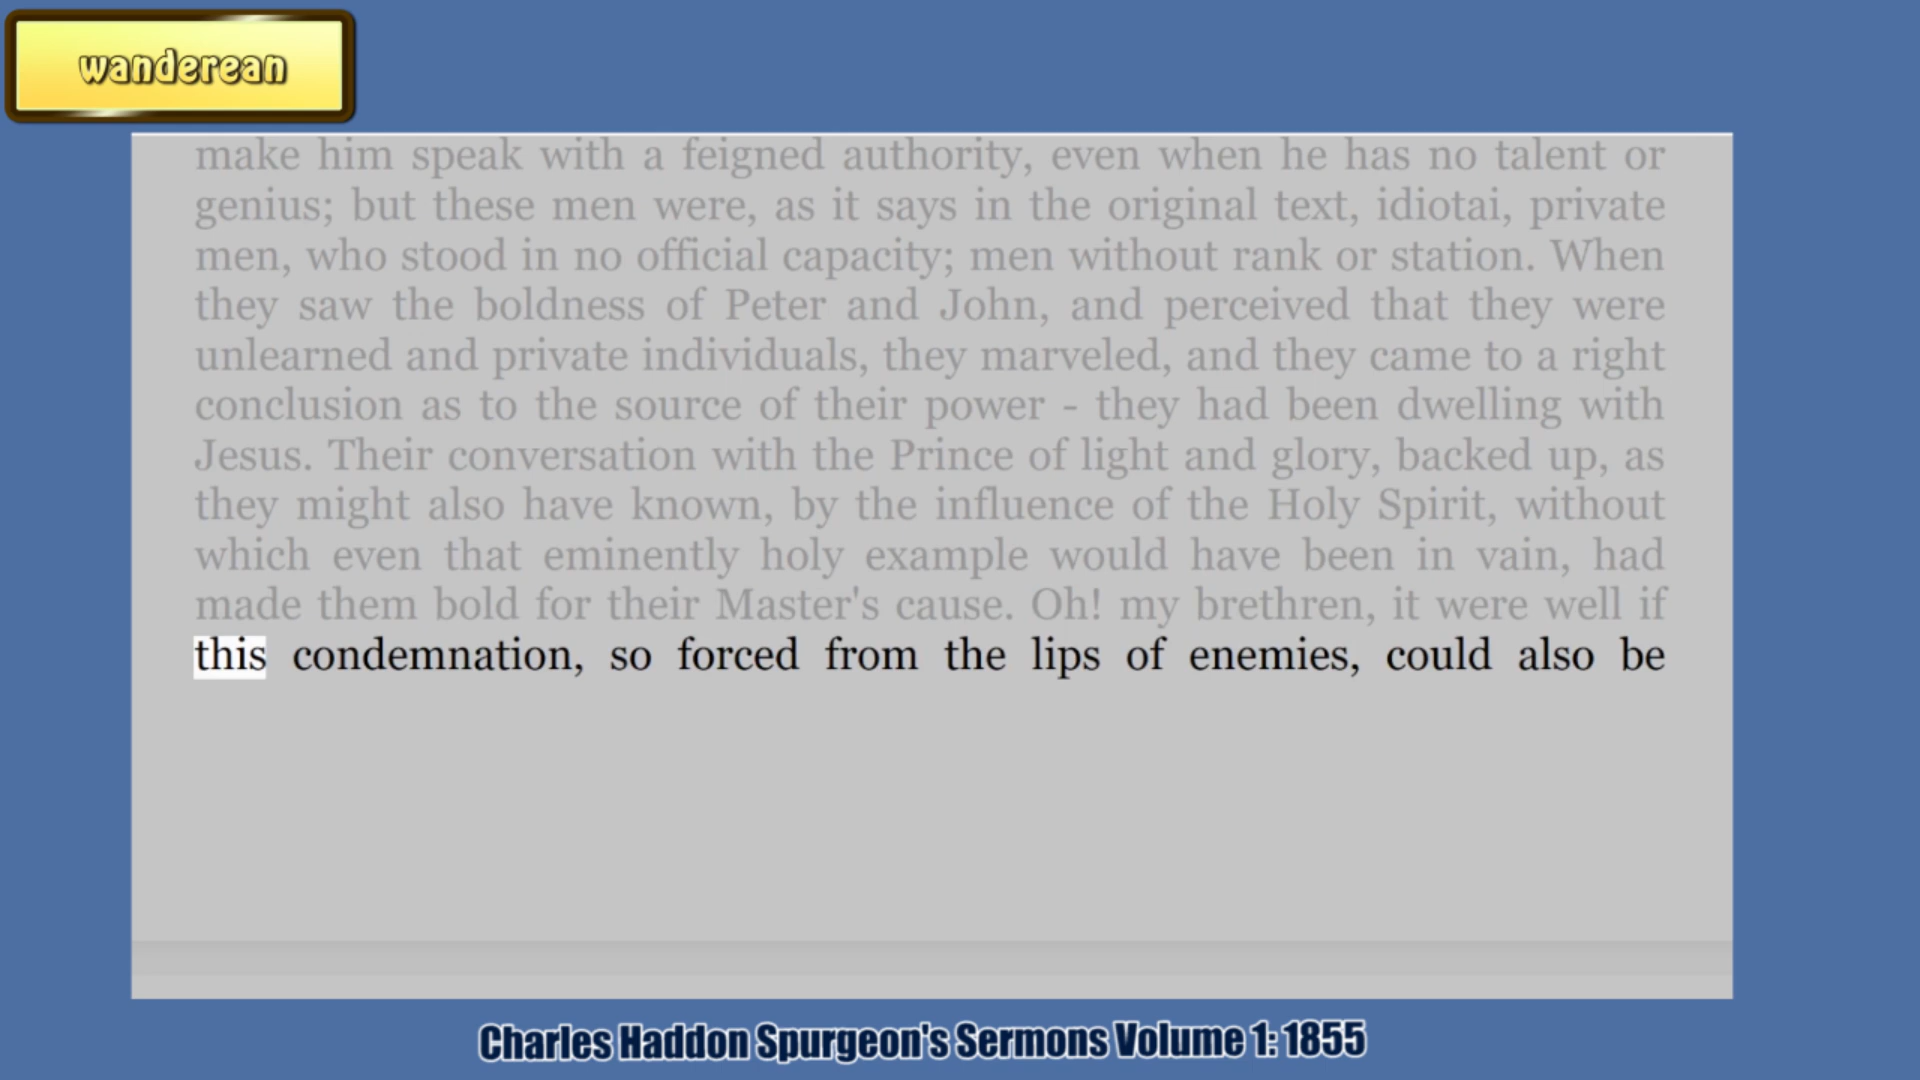 wanderean
make him speak with a feigned authority, even when he has no talent or
genius; but these men were, as it says in the original text, idiotai, private
men, who stood in no official capacity; men without rank or station. When
they saw the boldness of Peter and John, and perceived that they were
unlearned and private individuals, they marveled, and they came to a right
conclusion as to the source of their power - they had been dwelling with
Jesus. Their conversation with the Prince of light and glory, backed up, as
they might also have known, by the influence of the Holy Spirit, without
which even that eminently holy example would have been in vain, had
made them bold for their Master's cause. Oh! my brethren, it were well if
this condemnation, so forced from the lips of enemies, could also be
Charles Haddon Spurgeon's Sermons Volume 1: 1855